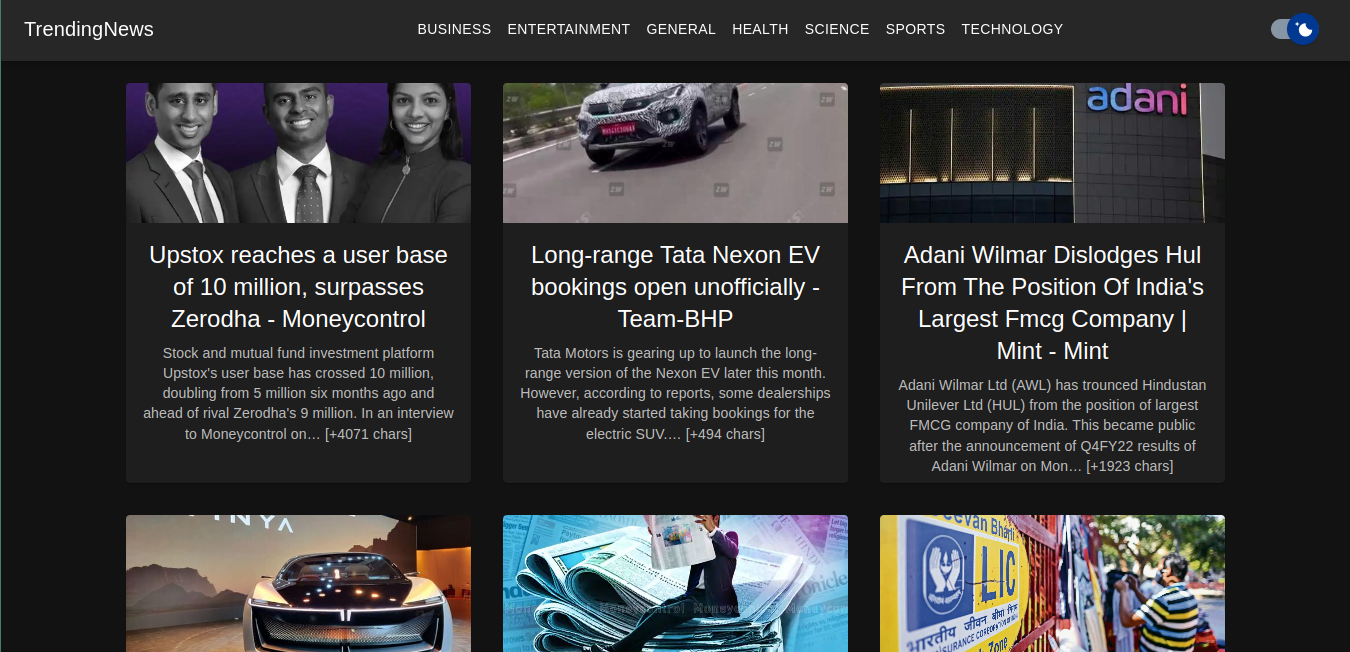 TrendingNews
BUSINESS ENTERTAINMENT GENERAL HEALTH SCIENCE SPORTS TECHNOLOGY
adani
Upstox reaches a user base
of 10 million, surpasses
Zerodha - Moneycontrol
Stock and mutual fund investment platform
Upstox's user base has crossed 10 million,
doubling from 5 million six months ago and
ahead of rival Zerodha's 9 million. In an interview
to Moneycontrol on… [+4071 chars]
Long-range Tata Nexon EV
bookings open unofficially -
Team-BHP
Tata Motors is gearing up to launch the long-
range version of the Nexon EV later this month.
However, according to reports, some dealerships
have already started taking bookings for the
electric SUV.… [+494 chars]
Adani Wilmar Dislodges Hul
From The Position Of India's
Largest Fmcg Company |
Mint - Mint
Adani Wilmar Ltd (AWL) has trounced Hindustan
Unilever Ltd (HUL) from the position of largest
FMCG company of India. This became public
after the announcement of Q4FY22 results of
Adani Wilmar on Mon… [+1923 chars]
LIC
भारतीय जीवन बीमा निगम
Zone